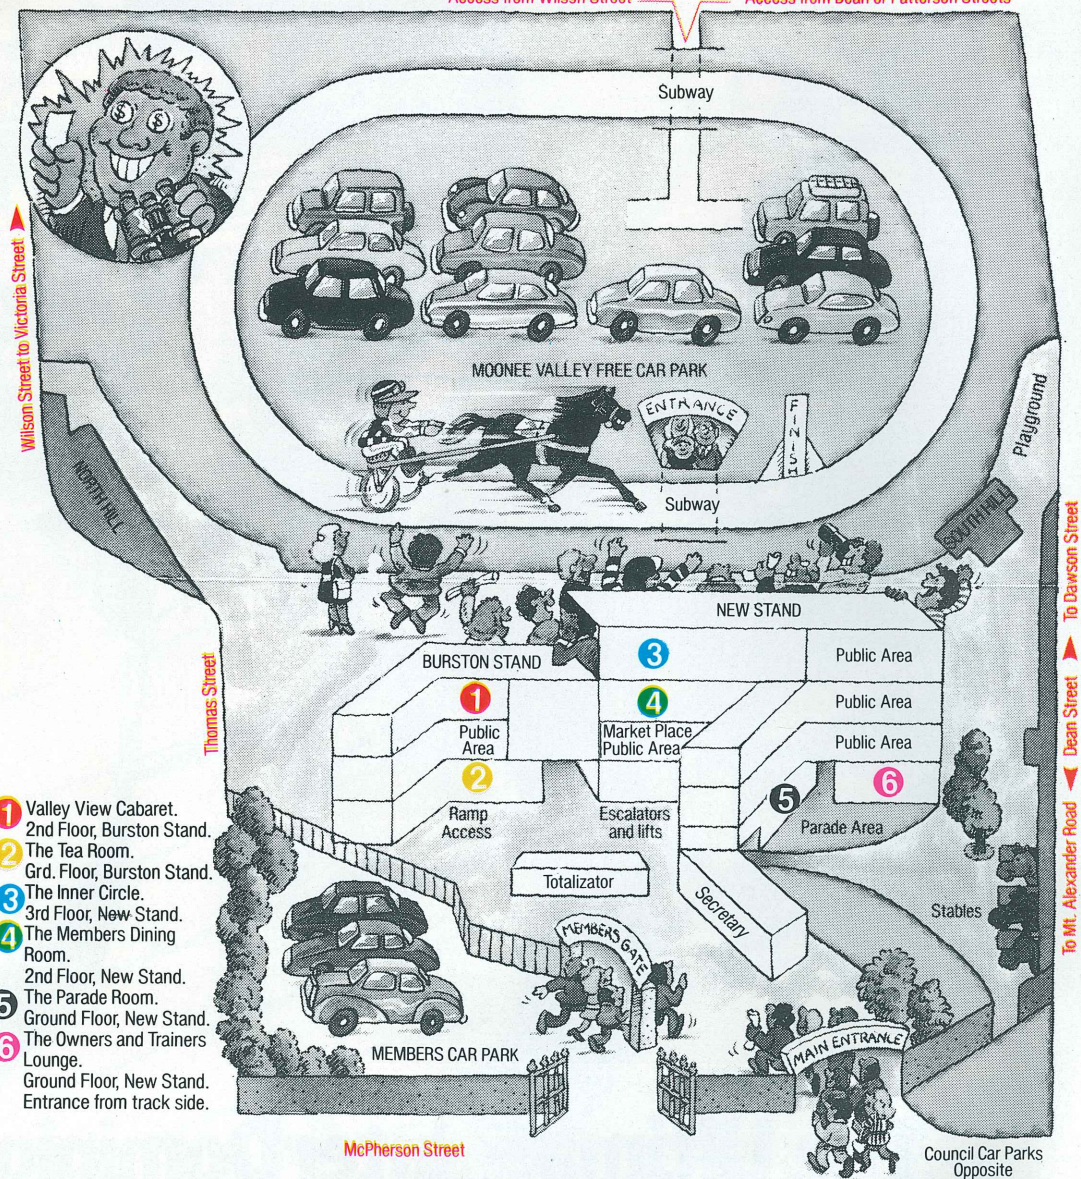 Access from Wilson Street
Access from Dean or Patterson Streets
Subway
$ $
Wilson Street to Victoria Street
MOONEE VALLEY FREE CAR PARK
ENTRANCE
FINISH
Subway
Playground
NORTH HILL
SOUTH HILL
To Dawson Street
Dean Street
To Mt. Alexander Road
Thomas Street
NEW STAND
BURSTON STAND
3
Public Area
1
4
Public Area
Public
Area
Market Place
Public Area
Public Area
2
5
6
Ramp
Access
Escalators
and lifts
Parade Area
Totalizator
Secretary
Stables
MEMBERS GATE
MEMBERS CAR PARK
MAIN ENTRANCE
1 Valley View Cabaret.
2nd Floor, Burston Stand.
2 The Tea Room.
Grd. Floor, Burston Stand.
3 The Inner Circle.
3rd Floor, New Stand.
4 The Members Dining
Room.
2nd Floor, New Stand.
5 The Parade Room.
Ground Floor, New Stand.
6 The Owners and Trainers
Lounge.
Ground Floor, New Stand.
Entrance from track side.
McPherson Street
Council Car Parks
Opposite